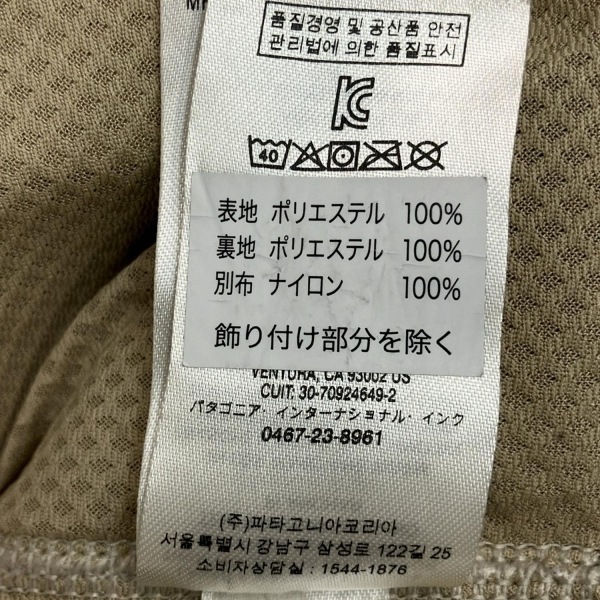 품질경영 및 공산품 안전
관리법에 의한 품질표시
40
表地 ポリエステル 100%
裏地 ポリエステル 100%
別布 ナイロン 100%
飾り付け部分を除く
VENTURA, CA 93002 US
CUIT: 30-70924649-2
パタゴニア・インターナショナル・インク
0467-23-8961
(주)파타고니아코리아
서울특별시 강남구 삼성로 122길 25
소비자상담실 : 1544-1876